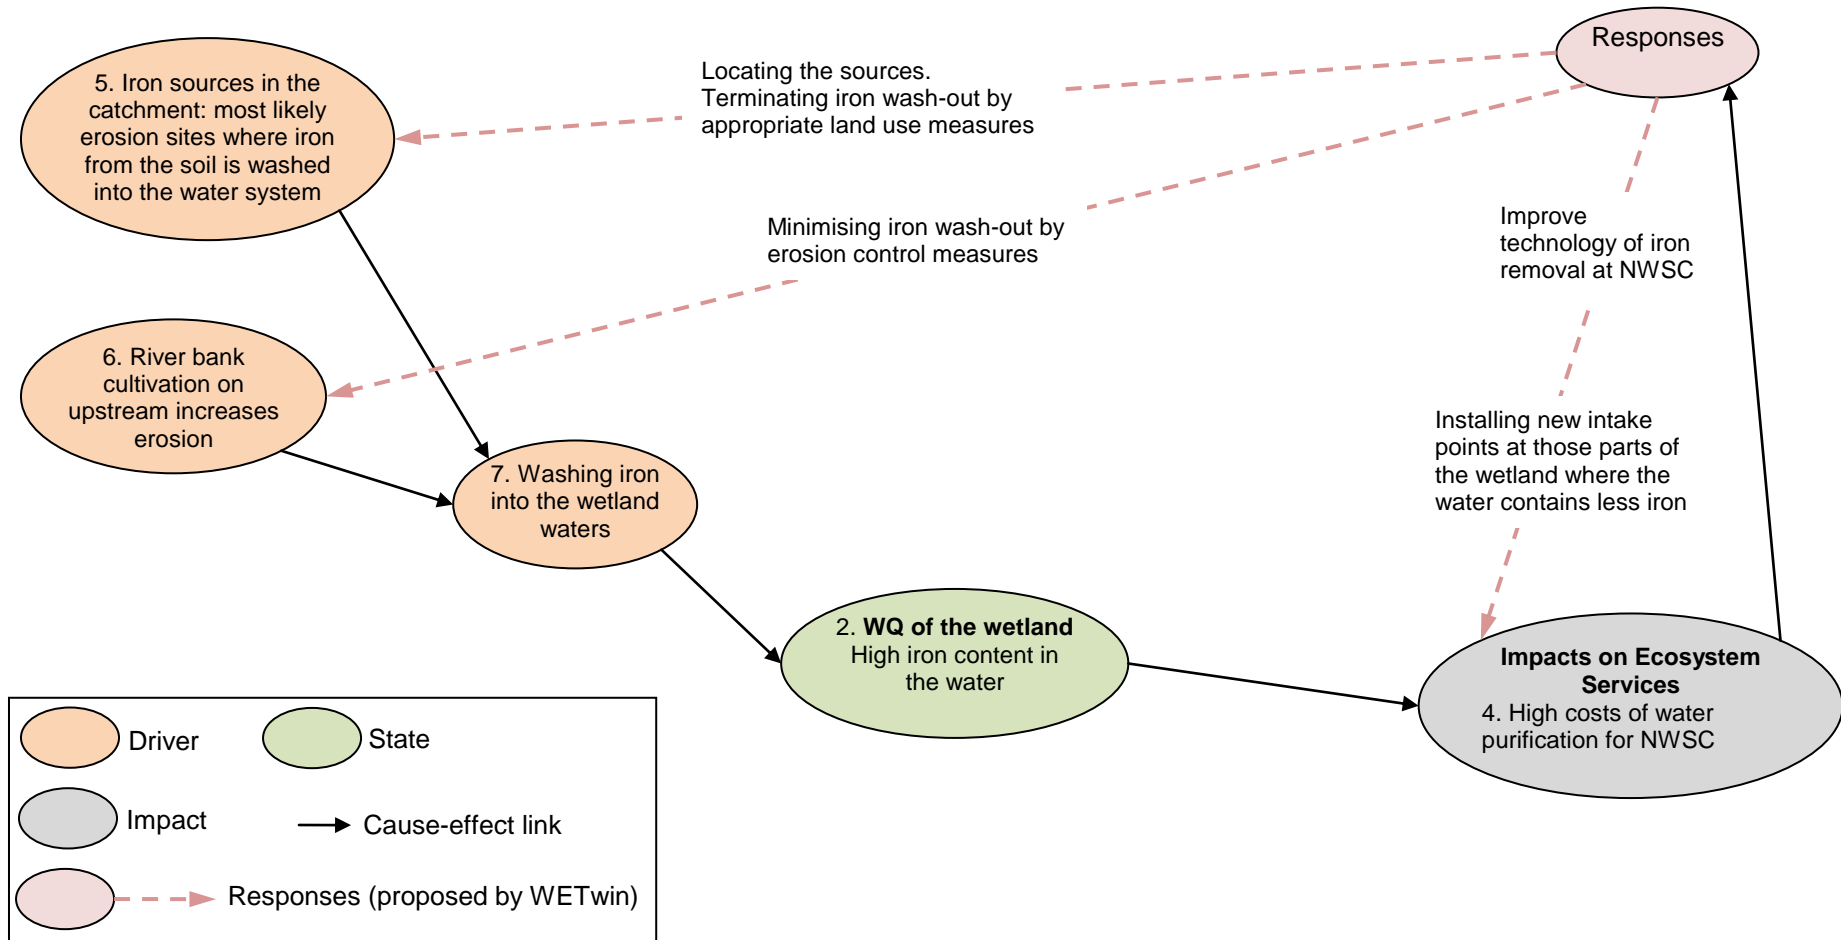 Responses
5. Iron sources in the
catchment: most likely
erosion sites where iron
from the soil is washed
into the water system
Locating the sources.
Terminating iron wash-out by
appropriate land use measures
Minimising iron wash-out by
erosion control measures
Improve
technology of iron
removal at NWSC
6. River bank
cultivation on
upstream increases
erosion
Installing new intake
points at those parts of
the wetland where the
water contains less iron
7. Washing iron
into the wetland
waters
2. WQ of the wetland
High iron content in
the water
Impacts on Ecosystem
Services
4. High costs of water
purification for NWSC
Driver
State
Impact
Cause-effect link
Responses (proposed by WETwin)